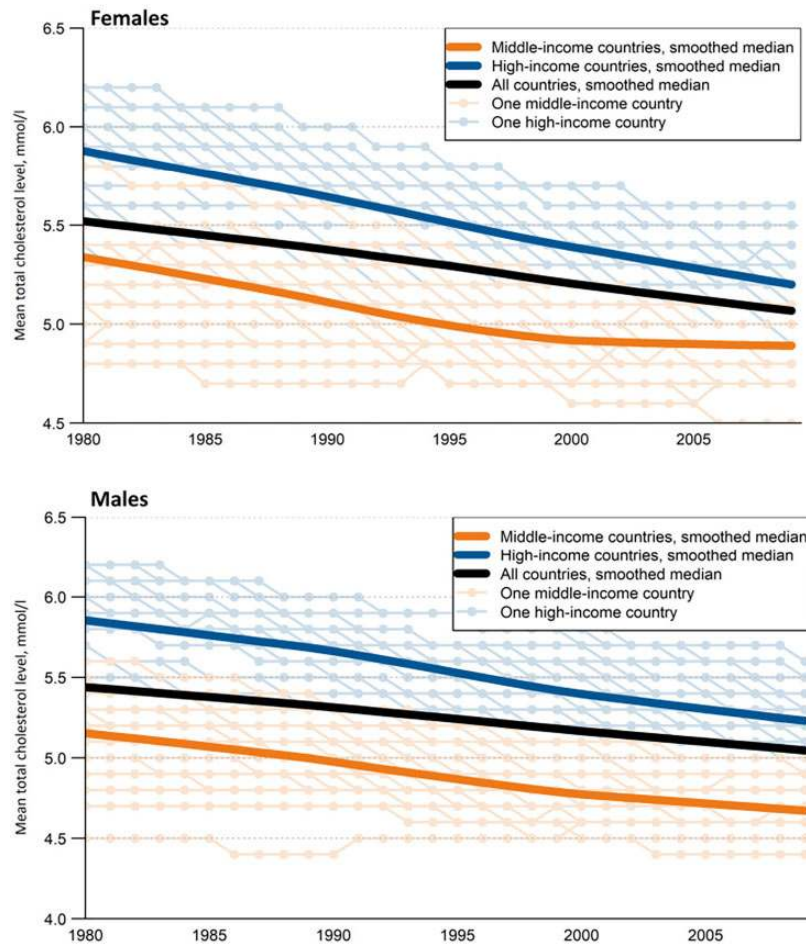 Females
Mean total cholesterol level, mmol/l
6.5
6.0
5.5
5.0
4.5
Middle-income countries, smoothed median
High-income countries, smoothed median
All countries, smoothed median
One middle-income country
One high-income country
1980 1985 1990 1995 2000 2005
Males
Mean total cholesterol level, mmol/l
6.5
6.0
5.5
5.0
4.5
4.0
Middle-income countries, smoothed median
High-income countries, smoothed median
All countries, smoothed median
One middle-income country
One high-income country
1980 1985 1990 1995 2000 2005